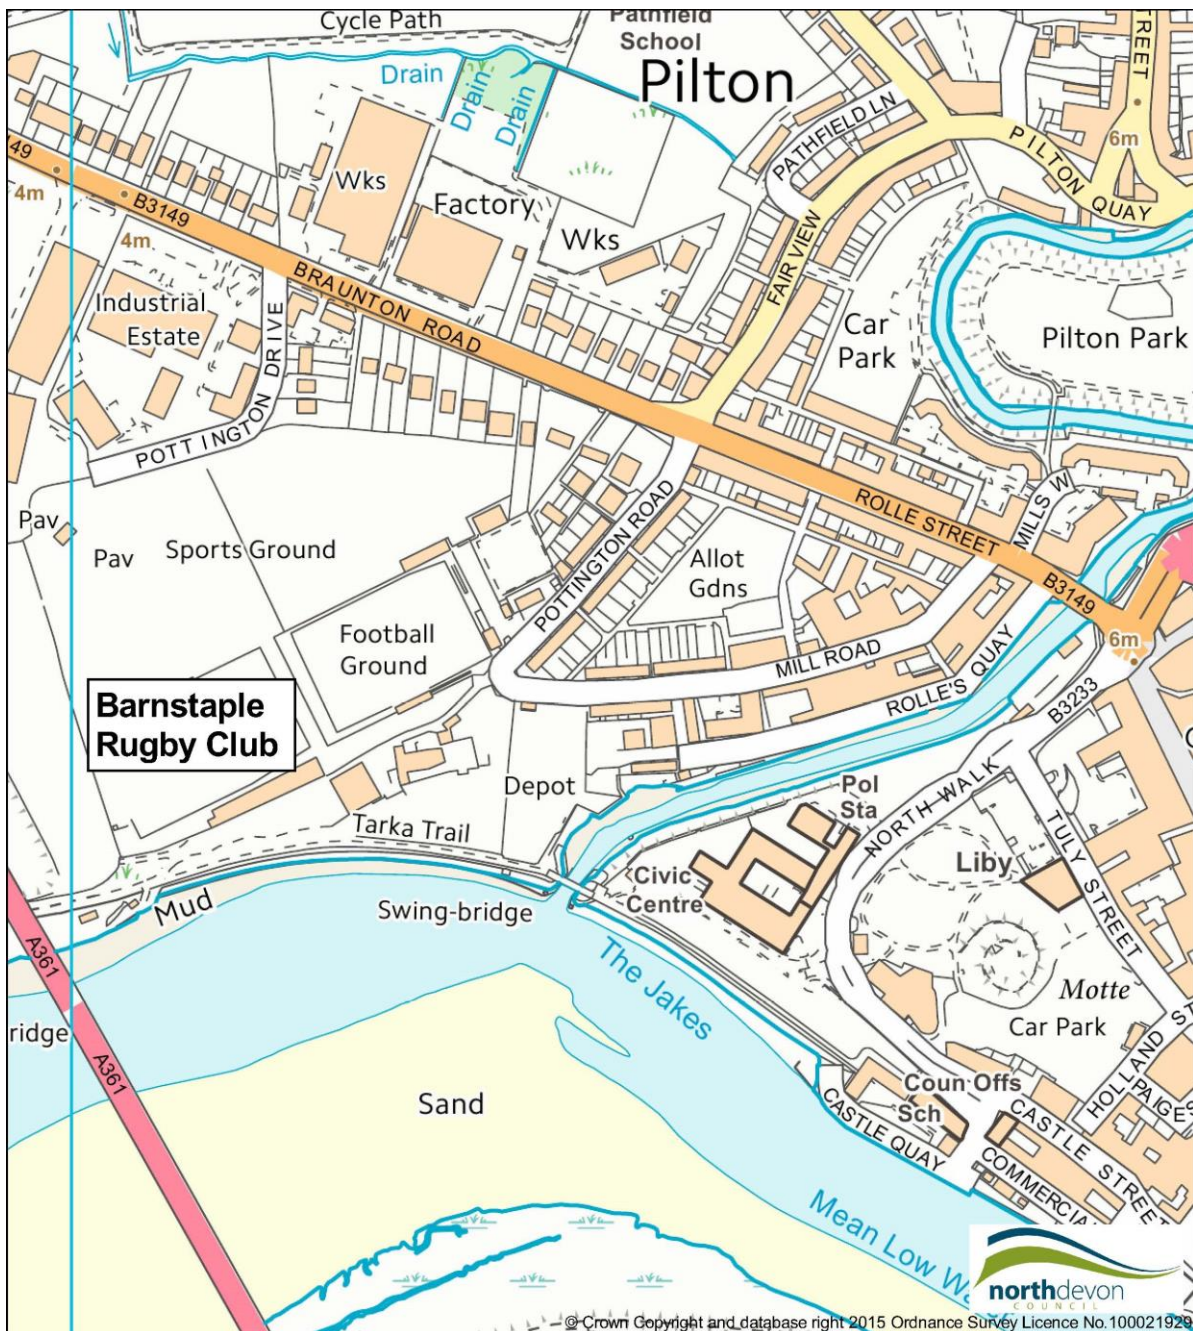 Cycle Path
Pathfield
School
Pilton
Drain
Drain
Drain
STREET
PATHFIELD LN
PILTON QUAY
6m
49
4m
B3149
4m
Wks
Factory
Wks
FAIR VIEW
BRAUNTON ROAD
Industrial
Estate
POTTINGTON DRIVE
Car
Park
Pilton Park
Pav
Pav
Sports Ground
POTTINGTON ROAD
Allot
Gdns
ROLLE STREET
MILLS W
B3149
6m
Football
Ground
MILL ROAD
ROLLE'S QUAY
B3233
Barnstaple
Rugby Club
Depot
Tarka Trail
Pol
Sta
NORTH WALK
TULY STREET
Liby
Civic
Centre
Mud
Swing-bridge
The Jakes
A361
ridge
A361
Motte
Car Park
HOLLAND ST
PAIGES
Sand
Coun Offs
Sch
CASTLE QUAY
CASTLE STREET
COMMERCIA
Mean Low Wa
northdevon
COUNCIL
© Crown Copyright and database right 2015 Ordnance Survey Licence No.100021929